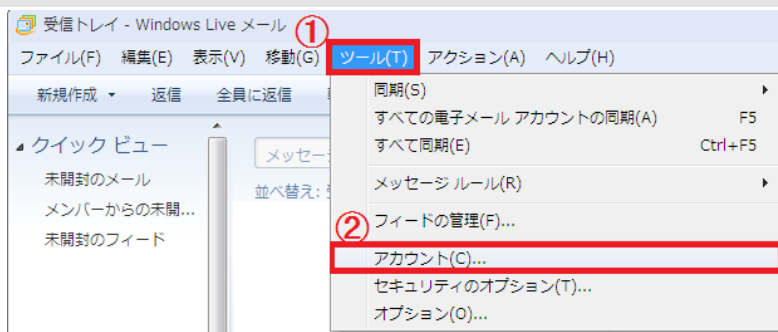 受信トレイ - Windows Live メール
①
ファイル(F) 編集(E) 表示(V) 移動(G) ツール(T) アクション(A) ヘルプ(H)
新規作成 返信 全員に返信
同期(S)
すべての電子メール アカウントの同期(A) F5
すべて同期(E) Ctrl+F5
メッセージ ルール(R)
②
フィードの管理(F)...
アカウント(C)...
セキュリティのオプション(T)...
オプション(O)...
クイック ビュー
未開封のメール
メンバーからの未開...
未開封のフィード
メッセー
並べ替え: